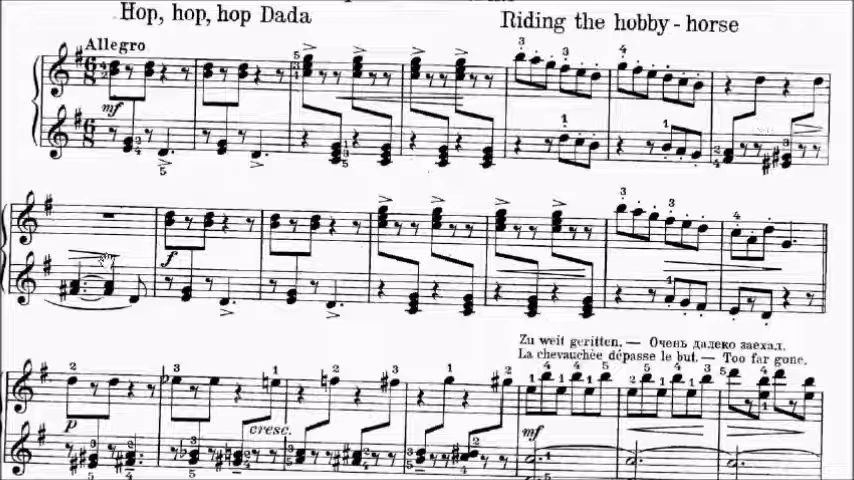 Hop, hop, hop Dada
Riding the hobby-horse
Allegro
mf
f
Zu weit geritten. — Очень далеко заехал.
La chevauchée dépasse le but. — Too far gone.
p
cresc.
mf